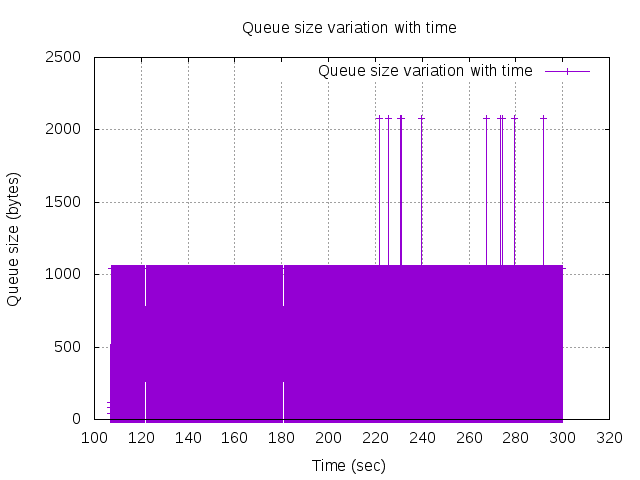 Queue size variation with time
Queue size variation with time
2500
2000
1500
1000
500
0
Queue size (bytes)
100 120 140 160 180 200 220 240 260 280 300 320
Time (sec)